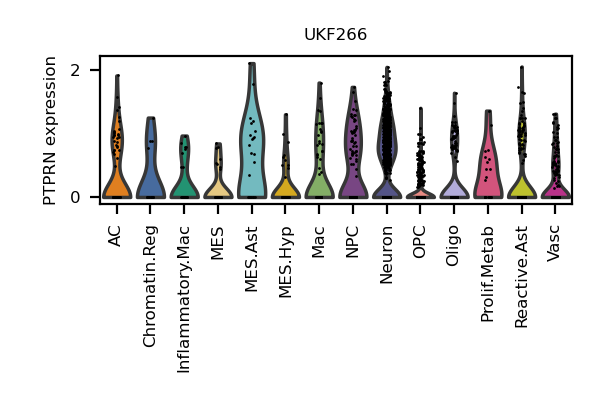 UKF266
PTPRN expression
2
0
AC
Chromatin.Reg
Inflammatory.Mac
MES
MES.Ast
MES.Hyp
Mac
NPC
Neuron
OPC
Oligo
Prolif.Metab
Reactive.Ast
Vasc